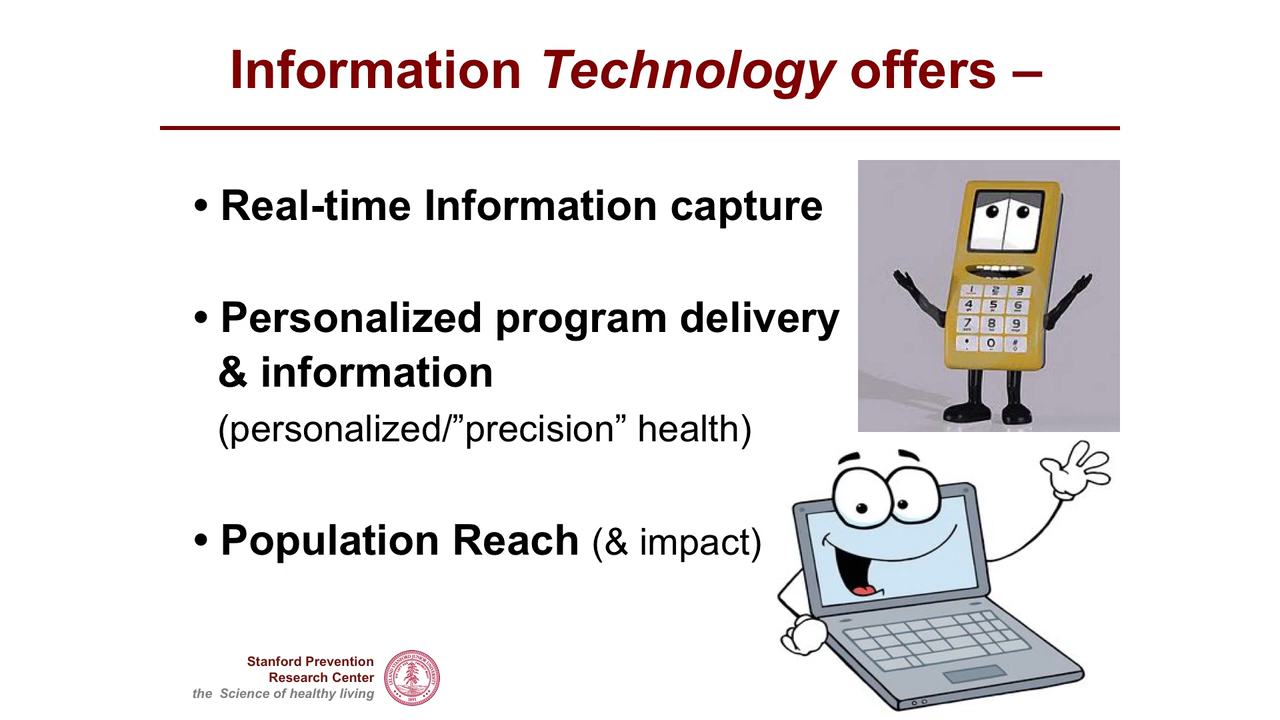 Information Technology offers –
• Real-time Information capture
• Personalized program delivery
& information
(personalized/”precision” health)
• Population Reach (& impact)
1 2 3
4 5 6
7 8 9
* 0 #
Stanford Prevention
Research Center
the Science of healthy living